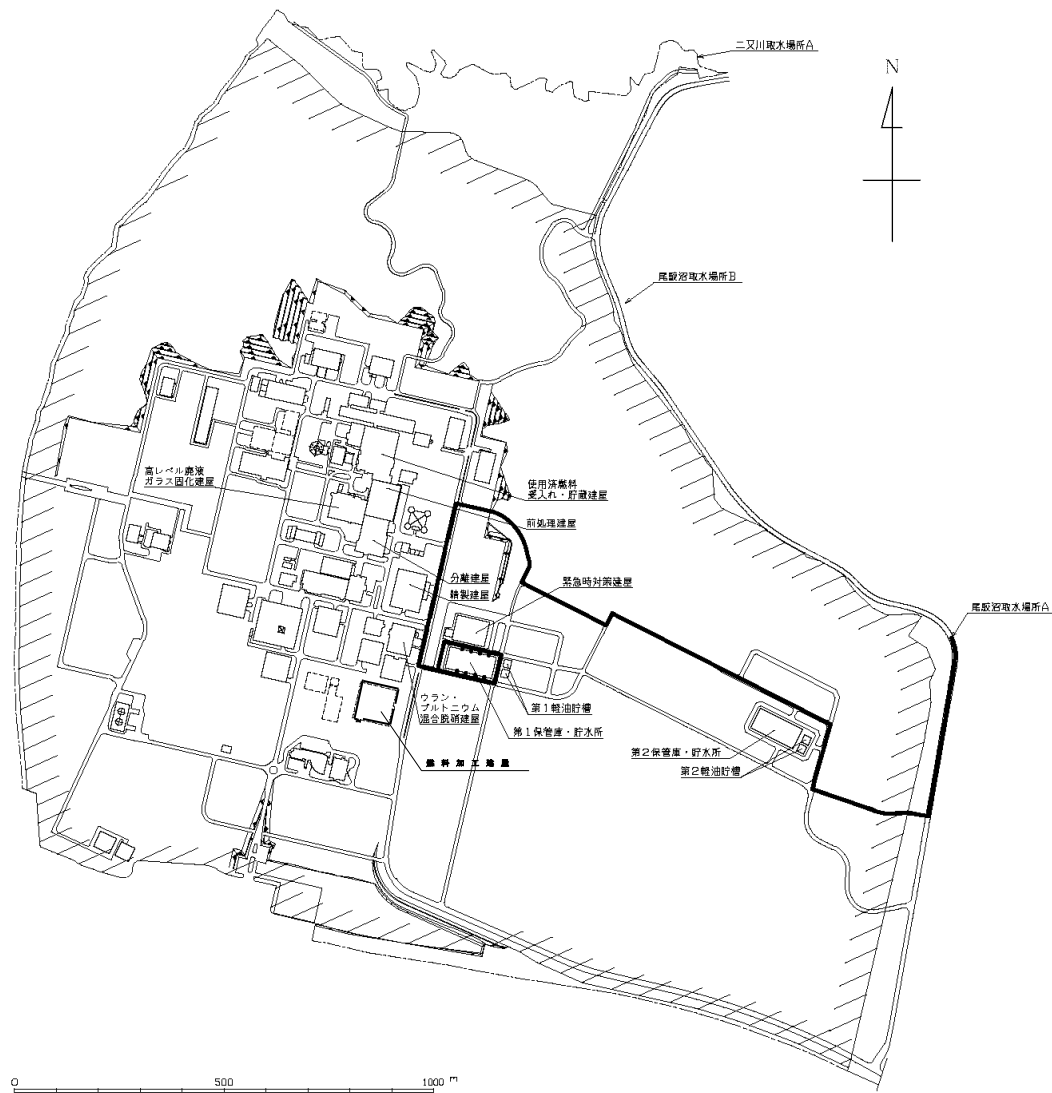 二又川取水場所A
N
尾駮沼取水場所B
高レベル廃液
ガラス固化建屋
使用済燃料
受入れ・貯蔵建屋
前処理建屋
分離建屋
精製建屋
緊急時対策建屋
尾駮沼取水場所A
ウラン・
プルトニウム
混合脱硝建屋
第1軽油貯槽
第1保管庫・貯水所
燃料加工建屋
第2保管庫・貯水所
第2軽油貯槽
0
500
1000 m